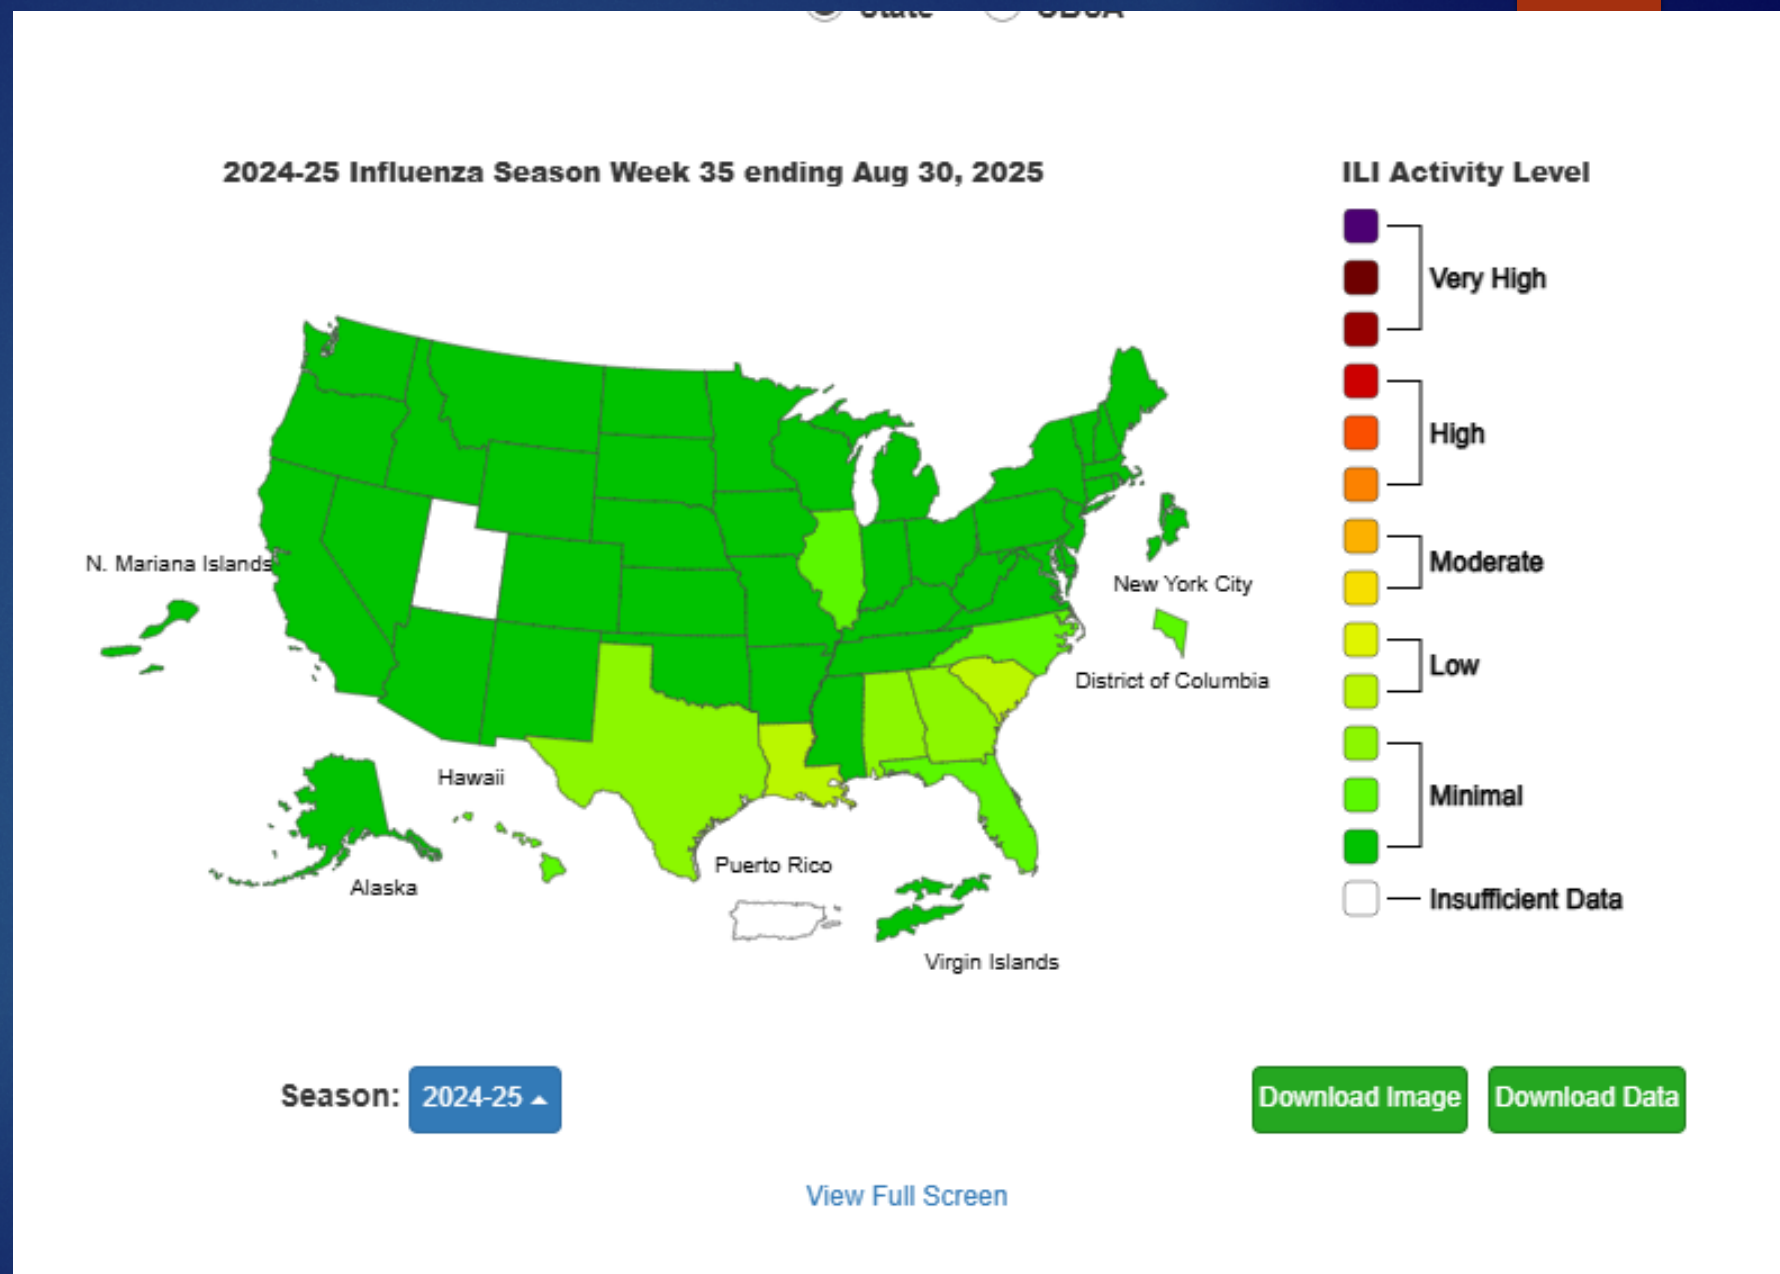 2024-25 Influenza Season Week 35 ending Aug 30, 2025
ILI Activity Level
Very High
High
Moderate
Low
Minimal
Insufficient Data
N. Mariana Islands
New York City
District of Columbia
Hawaii
Alaska
Puerto Rico
Virgin Islands
Season: 2024-25
Download Image
Download Data
View Full Screen